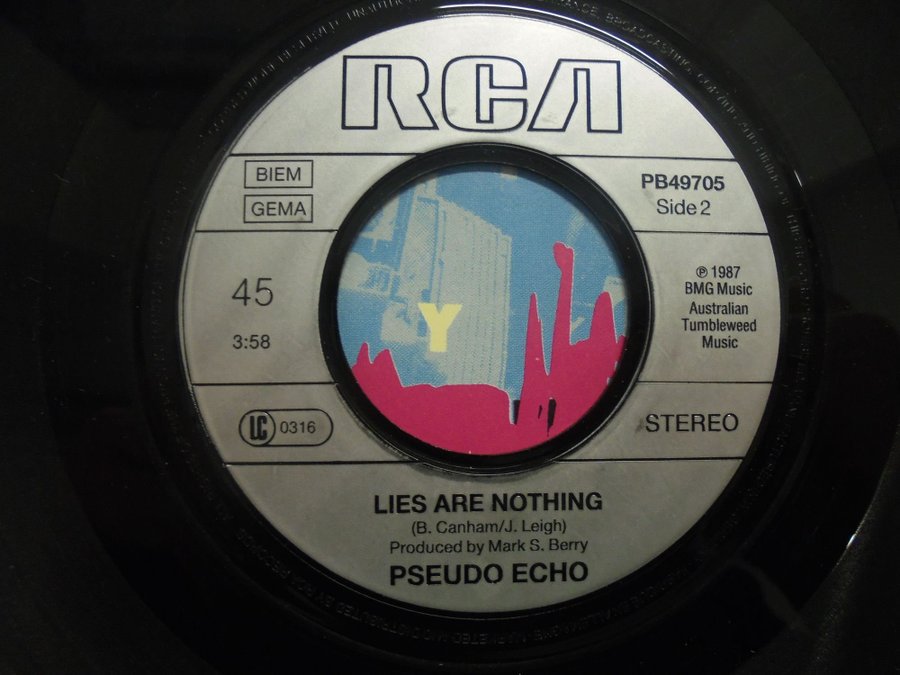 RCA
BIEM
GEMA
PB49705
Side 2
45
3:58
℗ 1987
BMG Music
Australian
Tumbleweed
Music
Y
LC 0316
STEREO
LIES ARE NOTHING
(B. Canham/J. Leigh)
Produced by Mark S. Berry
PSEUDO ECHO